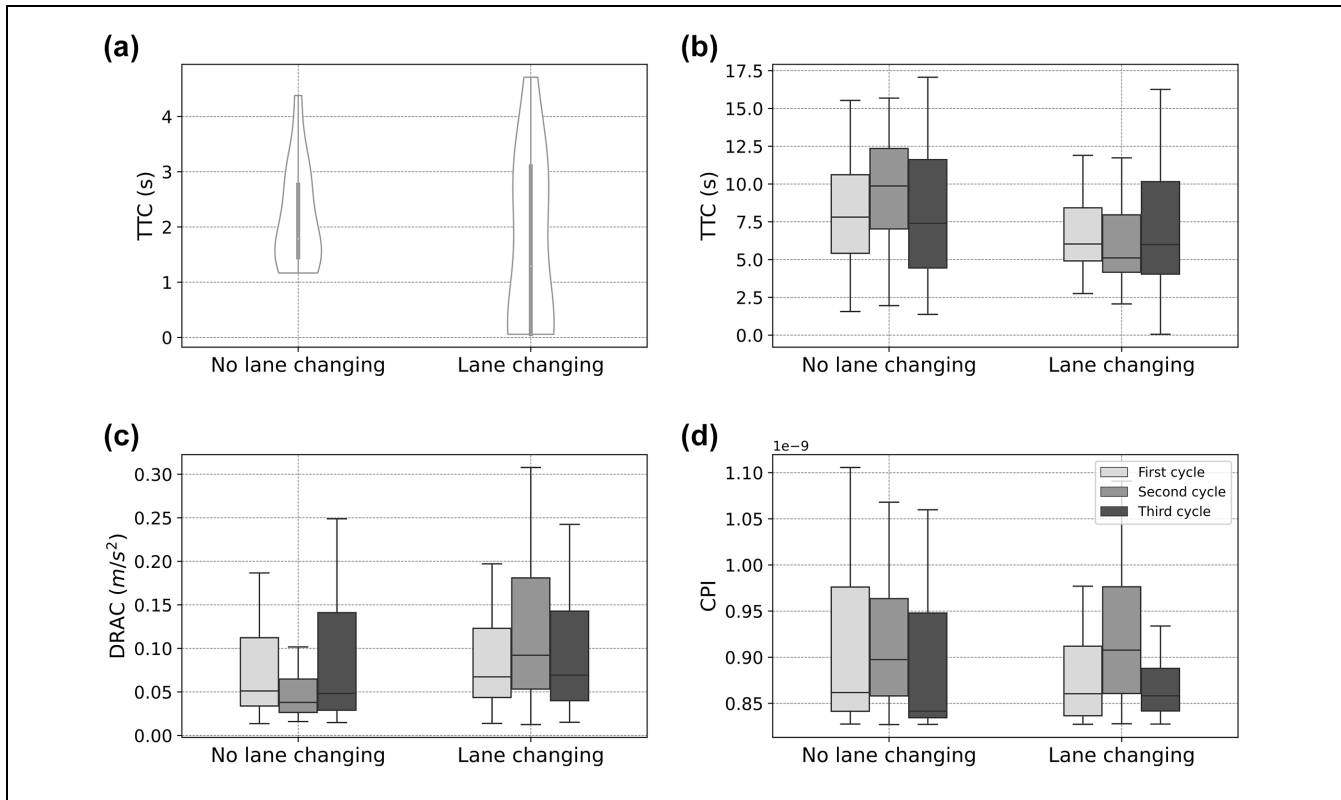 (a)
TTC (s)
4
3
2
1
0
No lane changing
Lane changing
(b)
TTC (s)
17.5
15.0
12.5
10.0
7.5
5.0
2.5
0.0
No lane changing
Lane changing
(c)
DRAC (m/s²)
0.30
0.25
0.20
0.15
0.10
0.05
0.00
No lane changing
Lane changing
(d)
1e−9
CPI
1.10
1.05
1.00
0.95
0.90
0.85
First cycle
Second cycle
Third cycle
No lane changing
Lane changing